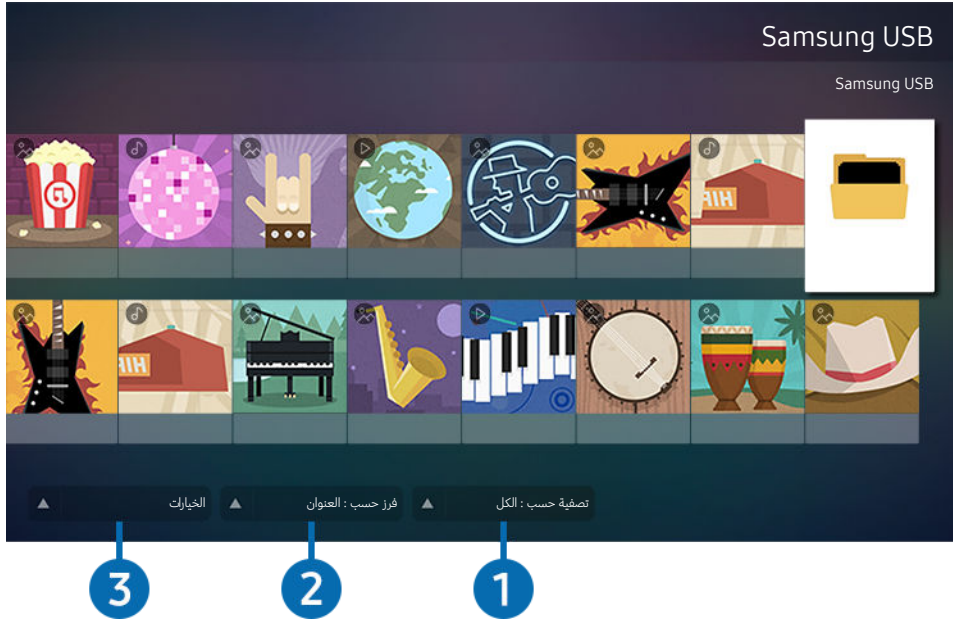 Samsung USB
Samsung USB
تصفية حسب : الكل
فرز حسب : العنوان
الخيارات
1
2
3